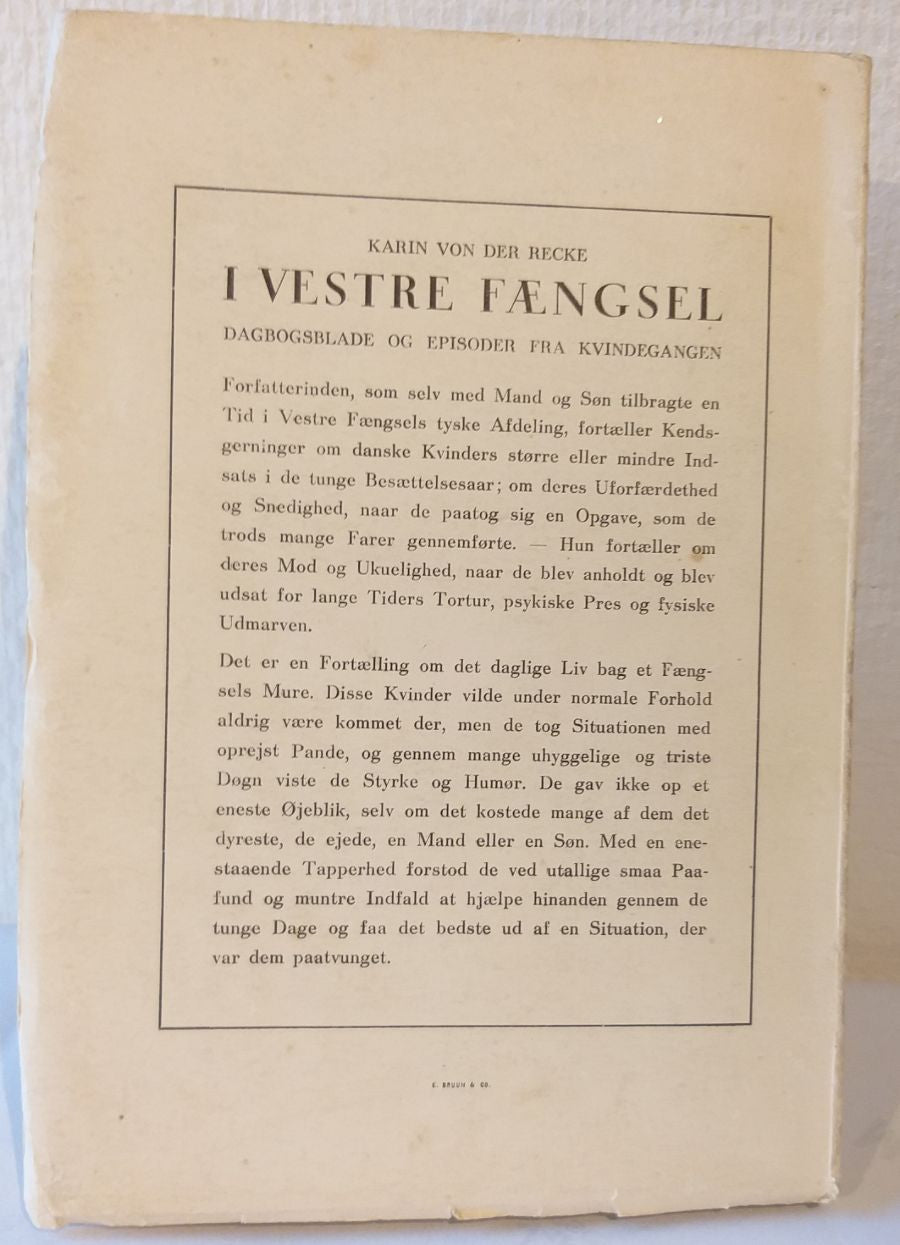 KARIN VON DER RECKE
I VESTRE FÆNGSEL
DAGBOGSBLADE OG EPISODER FRA KVINDEGANGEN
Forfatterinden, som selv med Mand og Søn tilbragte en
Tid i Vestre Fængsels tyske Afdeling, fortæller Kends-
gerninger om danske Kvinders større eller mindre Ind-
sats i de tunge Besættelsesaar; om deres Uforfærdethed
og Snedighed, naar de paatog sig en Opgave, som de
trods mange Farer gennemførte. — Hun fortæller om
deres Mod og Ukuelighed, naar de blev anholdt og blev
udsat for lange Tiders Tortur, psykiske Pres og fysiske
Udmarven.
Det er en Fortælling om det daglige Liv bag et Fæng-
sels Mure. Disse Kvinder vilde under normale Forhold
aldrig være kommet der, men de tog Situationen med
oprejst Pande, og gennem mange uhyggelige og triste
Døgn viste de Styrke og Humør. De gav ikke op et
eneste Øjeblik, selv om det kostede mange af dem det
dyreste, de ejede, en Mand eller en Søn. Med en ene-
staaende Tapperhed forstod de ved utallige smaa Paa-
fund og muntre Indfald at hjælpe hinanden gennem de
tunge Dage og faa det bedste ud af en Situation, der
var dem paatvunget.
E. BRUUN & CO.